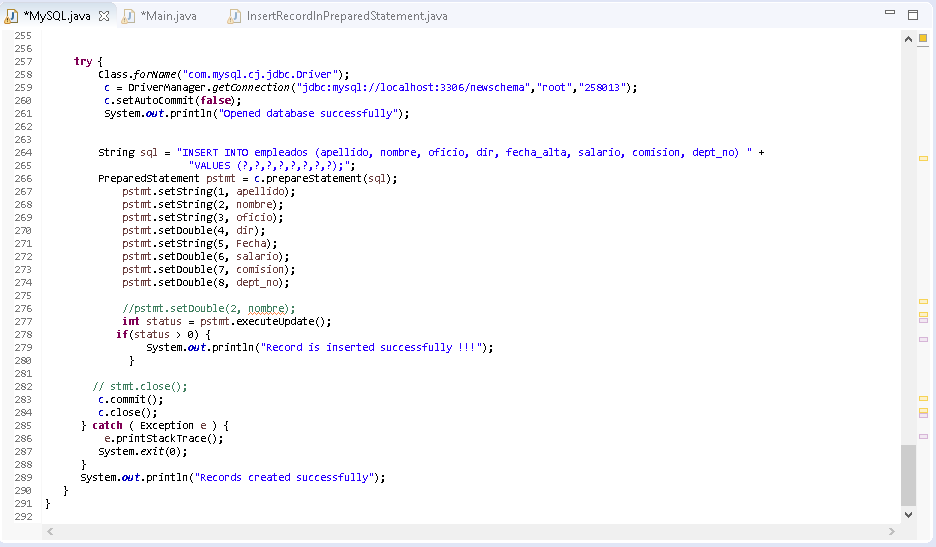 *MySQL.java
*Main.java
InsertRecordInPreparedStatement.java
255
256
257 try {
258 Class.forName("com.mysql.cj.jdbc.Driver");
259 c = DriverManager.getConnection("jdbc:mysql://localhost:3306/newschema","root","258013");
260 c.setAutoCommit(false);
261 System.out.println("Opened database successfully");
262
263
264 String sql = "INSERT INTO empleados (apellido, nombre, oficio, dir, fecha_alta, salario, comision, dept_no) " +
265 "VALUES (?,?,?,?,?,?,?,?);";
266 PreparedStatement pstmt = c.prepareStatement(sql);
267 pstmt.setString(1, apellido);
268 pstmt.setString(2, nombre);
269 pstmt.setString(3, oficio);
270 pstmt.setDouble(4, dir);
271 pstmt.setString(5, Fecha);
272 pstmt.setDouble(6, salario);
273 pstmt.setDouble(7, comision);
274 pstmt.setDouble(8, dept_no);
275
276 //pstmt.setDouble(2, nombre);
277 int status = pstmt.executeUpdate();
278 if(status > 0) {
279 System.out.println("Record is inserted successfully !!!");
280 }
281
282 // stmt.close();
283 c.commit();
284 c.close();
285 } catch ( Exception e ) {
286 e.printStackTrace();
287 System.exit(0);
288 }
289 System.out.println("Records created successfully");
290 }
291 }
292